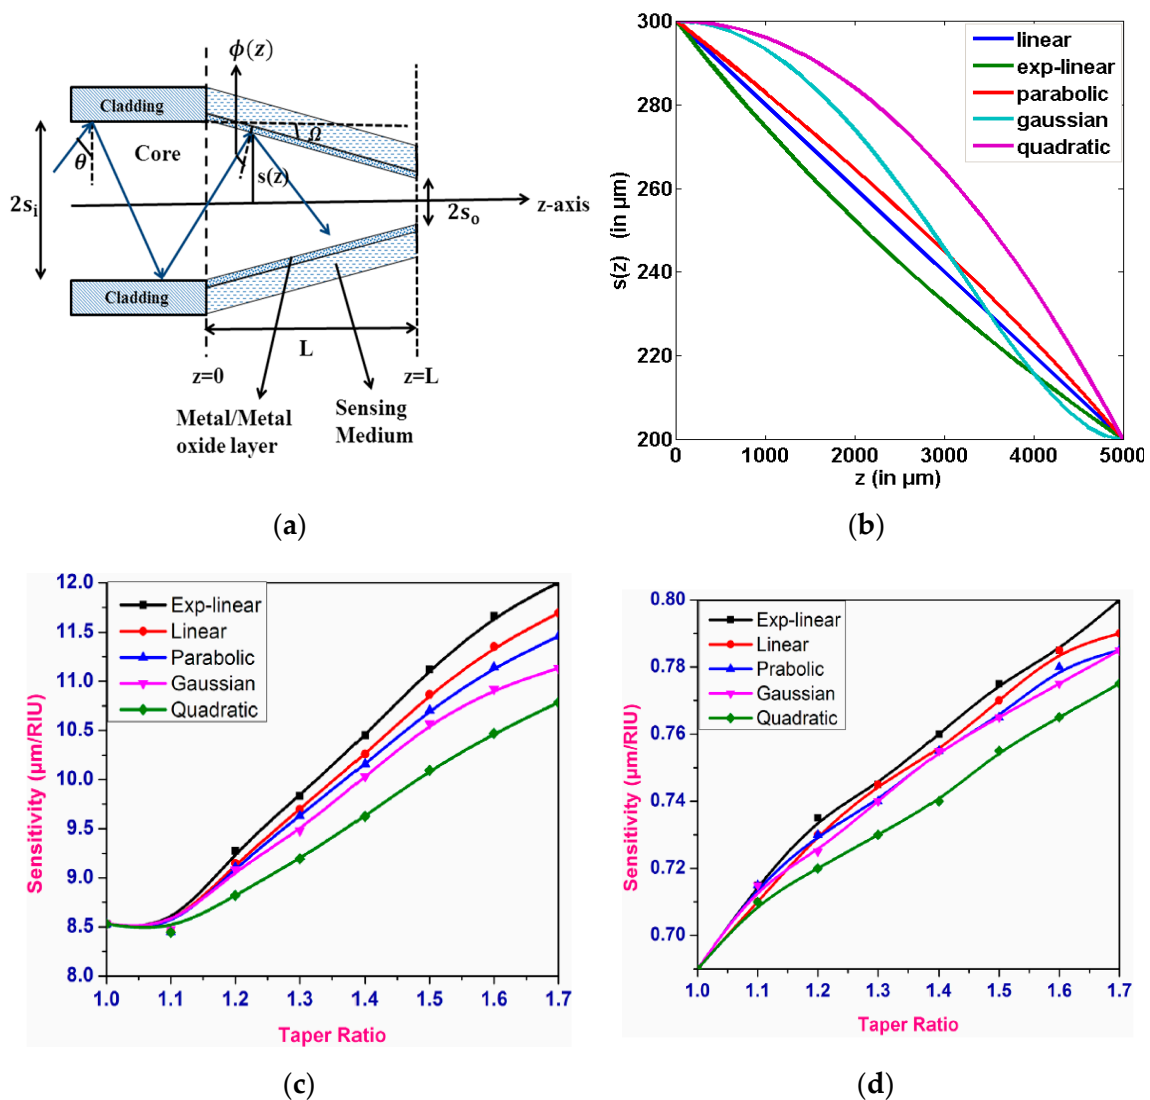 ϕ(z)
Cladding
Core
θ
Ω
s(z)
2sᵢ
2sₒ
z-axis
Cladding
L
z=0
z=L
Metal/Metal
oxide layer
Sensing
Medium
(a)
300
280
260
240
220
200
s(z) (in µm)
linear
exp-linear
parabolic
gaussian
quadratic
0 1000 2000 3000 4000 5000
z (in µm)
(b)
12.0
11.5
11.0
10.5
10.0
9.5
9.0
8.5
8.0
Sensitivity (µm/RIU)
Exp-linear
Linear
Parabolic
Gaussian
Quadratic
1.0 1.1 1.2 1.3 1.4 1.5 1.6 1.7
Taper Ratio
(c)
0.80
0.78
0.76
0.74
0.72
0.70
Sensitivity (µm/RIU)
Exp-linear
Linear
Prabolic
Gaussian
Quadratic
1.0 1.1 1.2 1.3 1.4 1.5 1.6 1.7
Taper Ratio
(d)